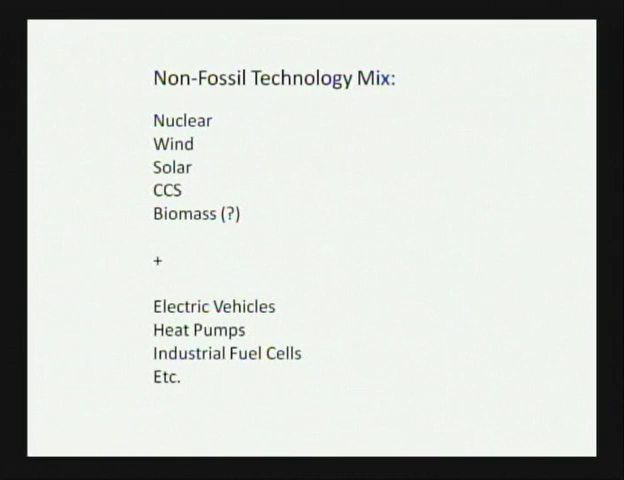 Non-Fossil Technology Mix:
Nuclear
Wind
Solar
CCS
Biomass (?)
+
Electric Vehicles
Heat Pumps
Industrial Fuel Cells
Etc.